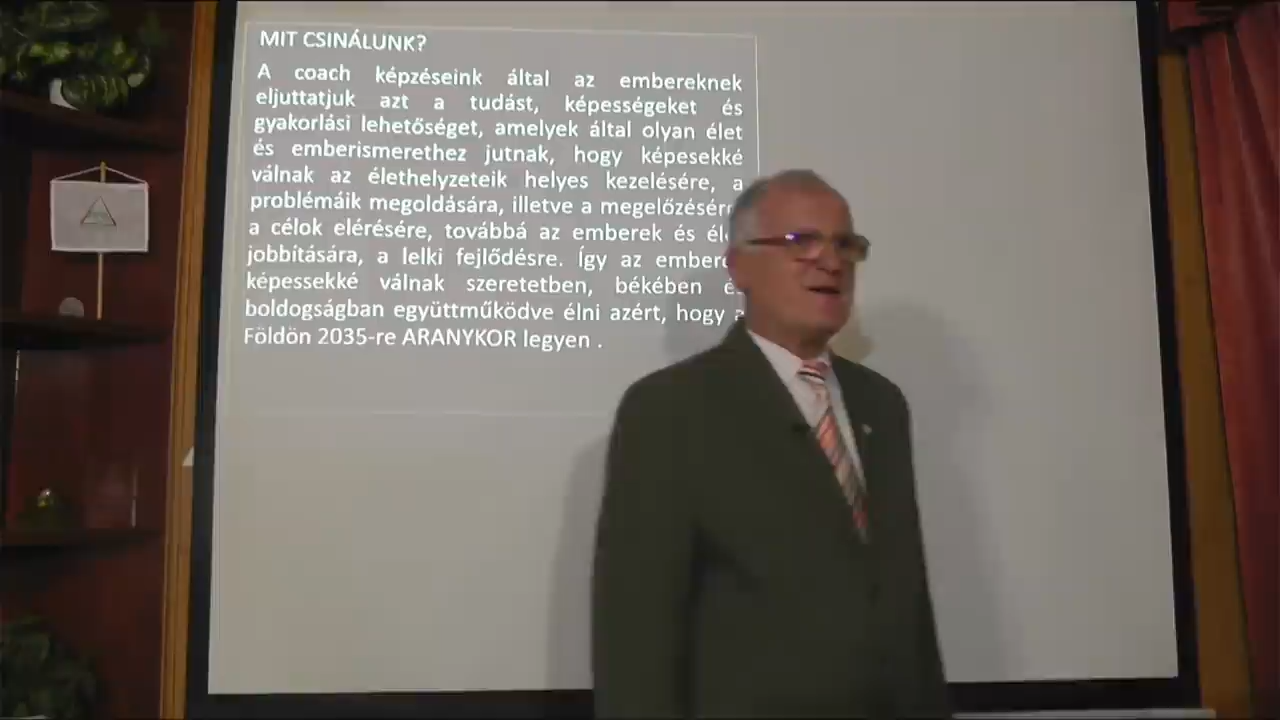 MIT CSINÁLUNK?
A coach képzéseink által az embereknek
eljuttatjuk azt a tudást, képességeket és
gyakorlási lehetőséget, amelyek által olyan élet
és emberismerethez jutnak, hogy képesekké
válnak az élethelyzeteik helyes kezelésére, a
problémáik megoldására, illetve a
a célok elérésére, továbbá az emberek és
jobbítására, a lelki fejlődésre. Így az
képessekké válnak szeretetben, békében
boldogságban együttműködve élni azért, hogy a
Földön 2035-re ARANYKOR legyen .